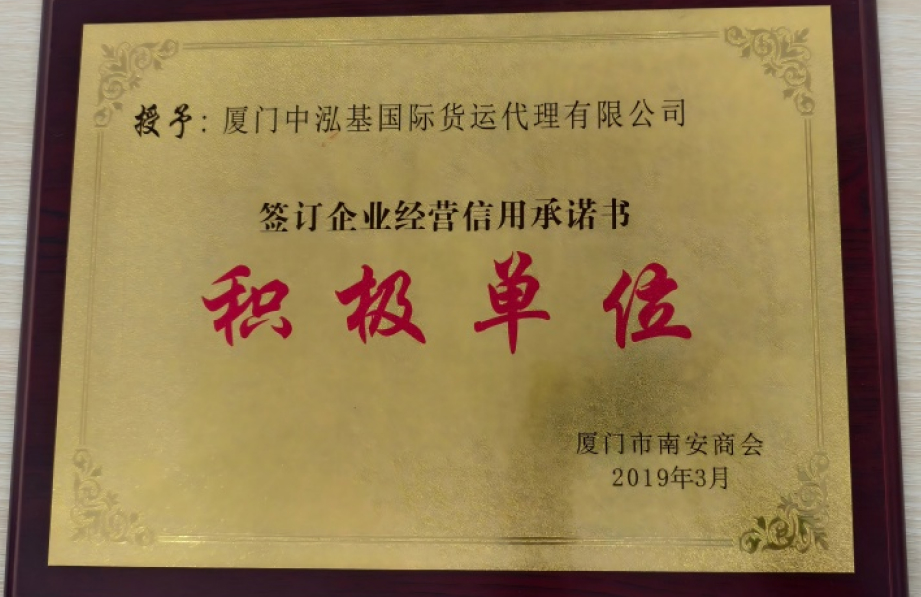 授予：厦门中泓基国际货运代理有限公司
签订企业经营信用承诺书
积极单位
厦门市南安商会
2019年3月